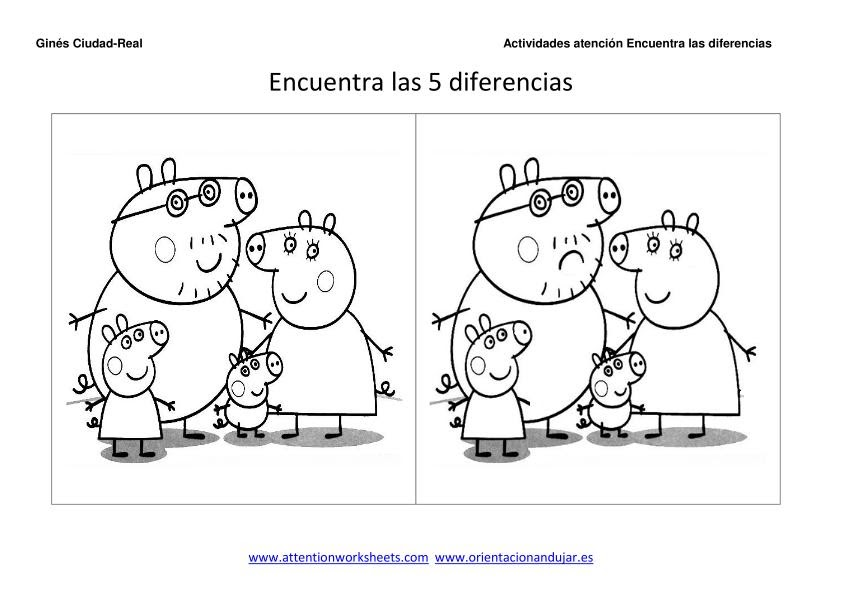 Ginés Ciudad-Real Actividades atención Encuentra las diferencias
Encuentra las 5 diferencias
www.attentionworksheets.com www.orientacionandujar.es